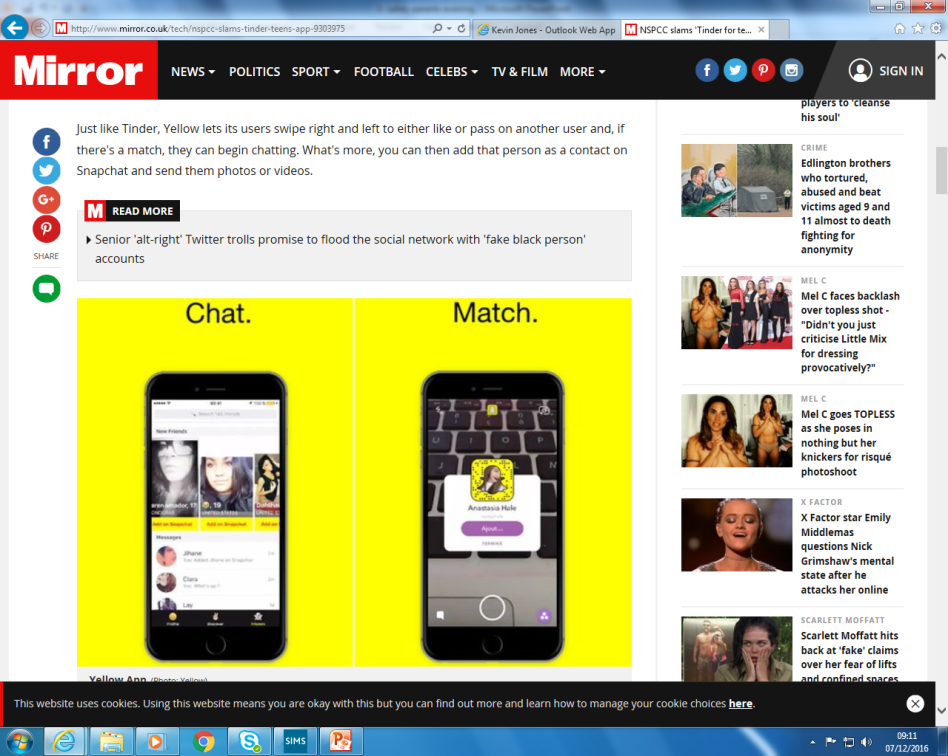 http://www.mirror.co.uk/tech/nspcc-slams-tinder-teens-app-9303975
Kevin Jones - Outlook Web App
NSPCC slams 'Tinder for te...
Mirror
NEWS
POLITICS
SPORT
FOOTBALL
CELEBS
TV & FILM
MORE
SIGN IN
Just like Tinder, Yellow lets its users swipe right and left to either like or pass on another user and, if
there's a match, they can begin chatting. What's more, you can then add that person as a contact on
Snapchat and send them photos or videos.
M READ MORE
Senior 'alt-right' Twitter trolls promise to flood the social network with 'fake black person'
accounts
SHARE
Chat.
Match.
New Friends
Add on Snapchat
Add on Snapchat
Messages
Jihane
Clara
Lay
Anastasia Hale
Ajout...
TERMINÉ
Yellow App (Photo: Yellow)
players to 'cleanse
his soul'
CRIME
Edlington brothers
who tortured,
abused and beat
victims aged 9 and
11 almost to death
fighting for
anonymity
MEL C
Mel C faces backlash
over topless shot -
"Didn't you just
criticise Little Mix
for dressing
provocatively?"
MEL C
Mel C goes TOPLESS
as she poses in
nothing but her
knickers for risqué
photoshoot
X FACTOR
X Factor star Emily
Middlemas
questions Nick
Grimshaw's mental
state after he
attacks her online
SCARLETT MOFFATT
Scarlett Moffatt hits
back at 'fake' claims
over her fear of lifts
and confined spaces
This website uses cookies. Using this website means you are okay with this but you can find out more and learn how to manage your cookie choices here.
SIMS
09:11
07/12/2016